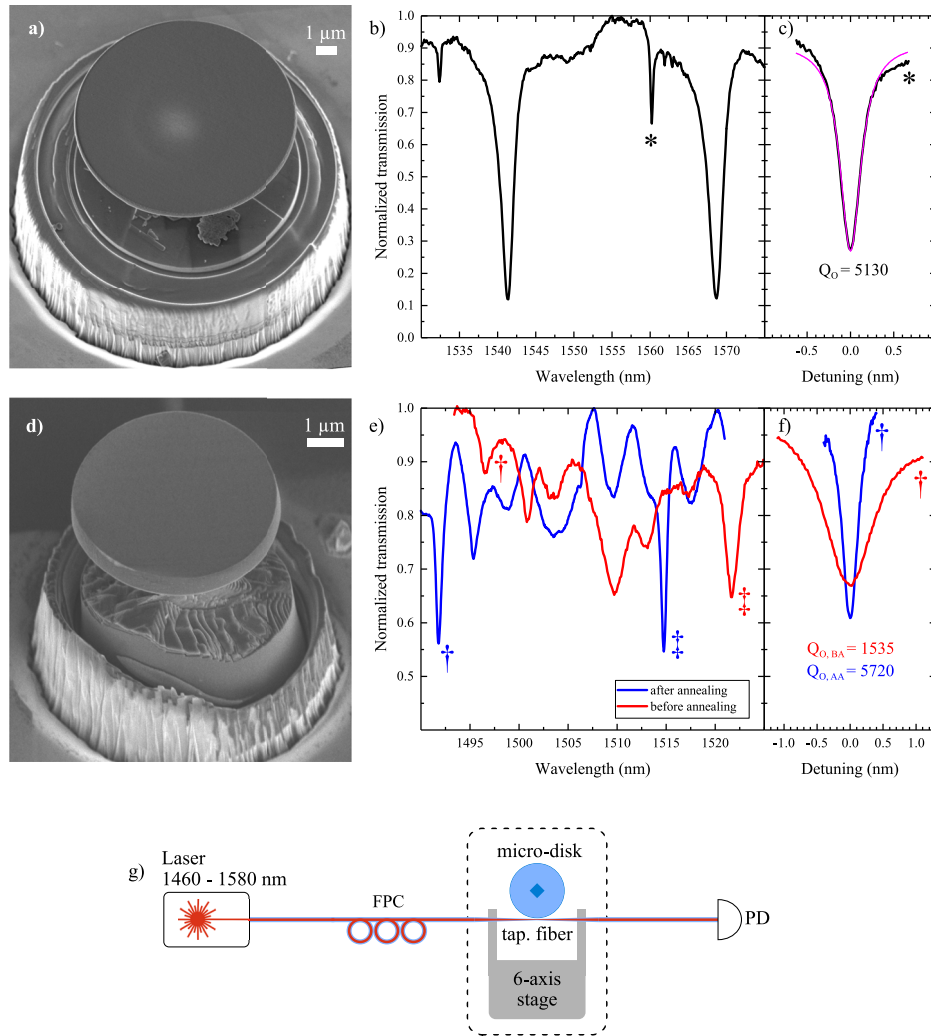 a)
1 µm
b)
Normalized transmission
1.0
0.9
0.8
0.7
0.6
0.5
0.4
0.3
0.2
0.1
0.0
*
1535
1540
1545
1550
1555
1560
1565
1570
Wavelength (nm)
c)
*
Q_O = 5130
-0.5
0.0
0.5
Detuning (nm)
d)
1 µm
e)
Normalized transmission
1.0
0.9
0.8
0.7
0.6
0.5
†
†
‡
‡
after annealing
before annealing
1495
1500
1505
1510
1515
1520
Wavelength (nm)
f)
†
†
Q_O, BA = 1535
Q_O, AA = 5720
-1.0
-0.5
0.0
0.5
1.0
Detuning (nm)
g)
Laser
1460 - 1580 nm
FPC
micro-disk
tap. fiber
6-axis
stage
PD